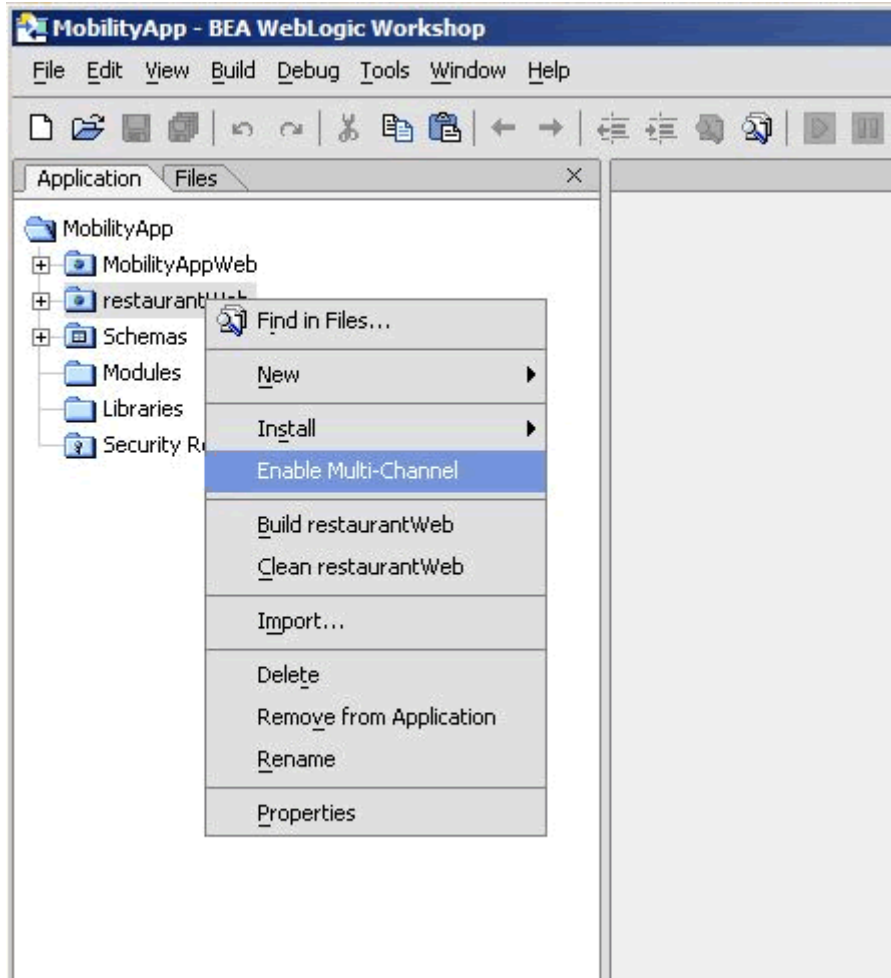 MobilityApp - BEA WebLogic Workshop
File Edit View Build Debug Tools Window Help
Application Files
MobilityApp
MobilityAppWeb
restaurantWeb
Schemas
Modules
Libraries
Security
Find in Files...
New
Install
Enable Multi-Channel
Build restaurantWeb
Clean restaurantWeb
Import...
Delete
Remove from Application
Rename
Properties